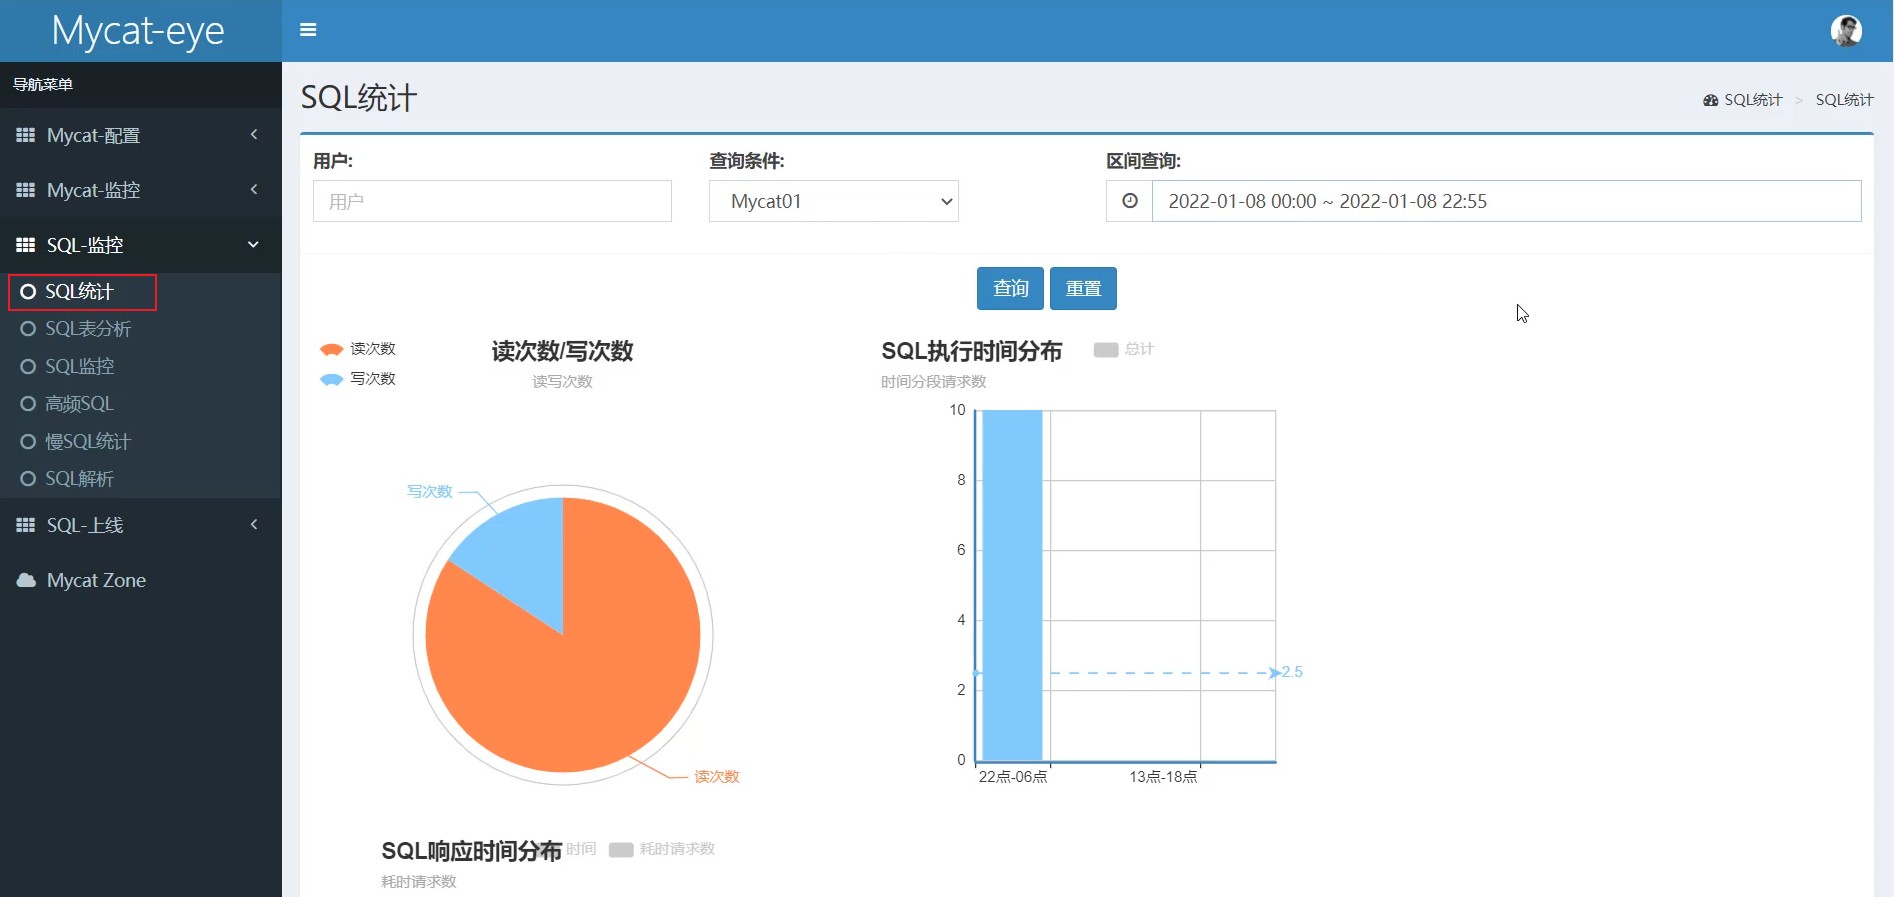 Mycat-eye
导航菜单
Mycat-配置
Mycat-监控
SQL-监控
SQL统计
SQL表分析
SQL监控
高频SQL
慢SQL统计
SQL解析
SQL-上线
Mycat Zone
SQL统计
SQL统计 > SQL统计
用户:
用户
查询条件:
Mycat01
区间查询:
2022-01-08 00:00 ~ 2022-01-08 22:55
查询 重置
读次数
写次数
读次数/写次数
读写次数
写次数
读次数
SQL执行时间分布
总计
时间分段请求数
10
8
6
4
2
0
2.5
22点-06点 13点-18点
SQL响应时间分布
时间
耗时请求数
耗时请求数